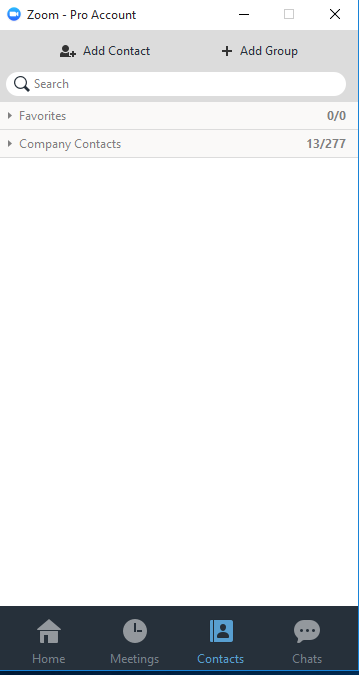 Zoom - Pro Account
Add Contact Add Group
Search
Favorites 0/0
Company Contacts 13/277
Home Meetings Contacts Chats